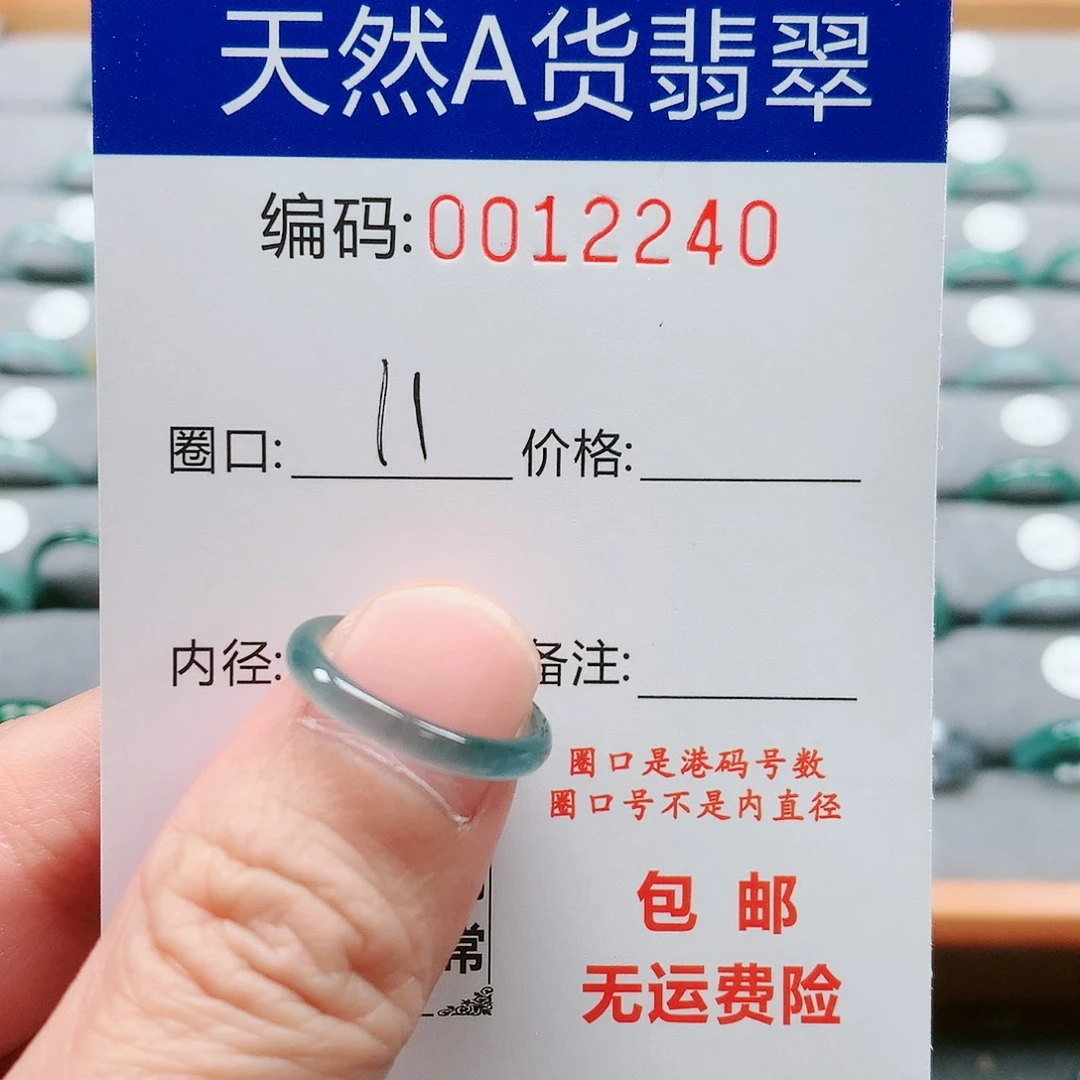 天然A货翡翠
编码:0012240
圈口: 11 价格:
内径: 备注:
圈口是港码号数
圈口号不是内直径
常
包邮
无运费险